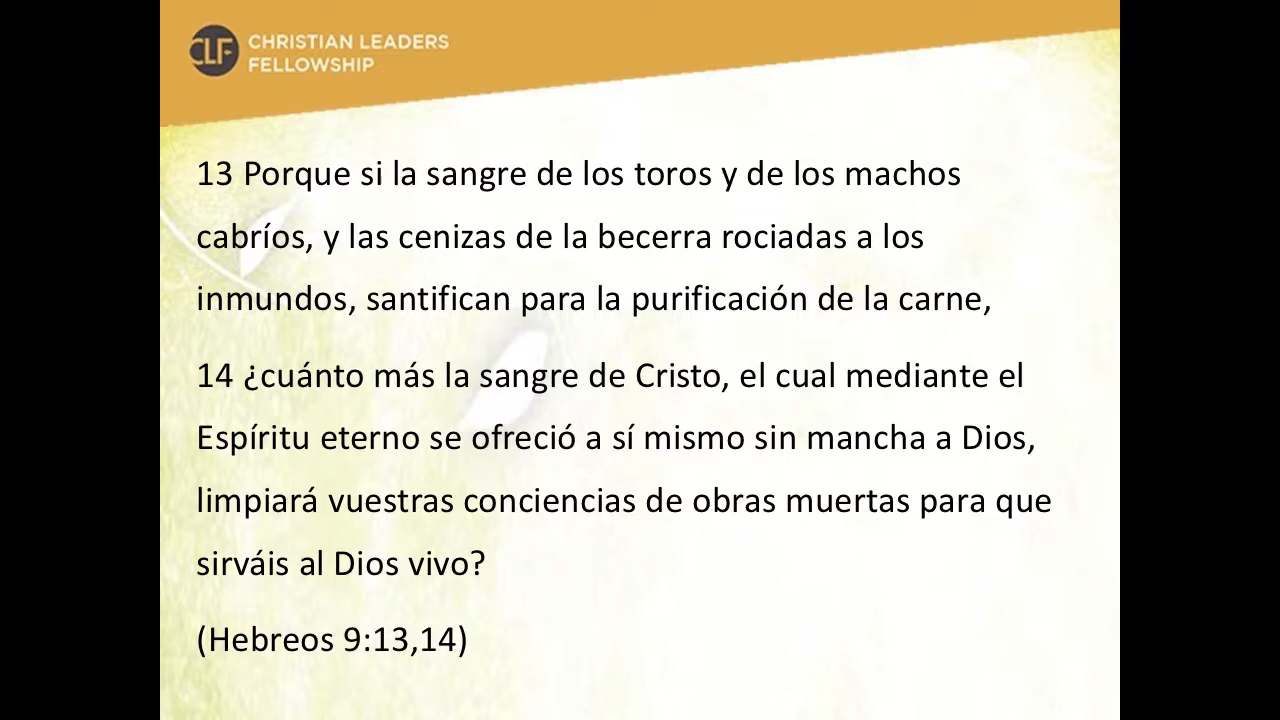 CLF
CHRISTIAN LEADERS
FELLOWSHIP
13 Porque si la sangre de los toros y de los machos
cabríos, y las cenizas de la becerra rociadas a los
inmundos, santifican para la purificación de la carne,
14 ¿cuánto más la sangre de Cristo, el cual mediante el
Espíritu eterno se ofreció a sí mismo sin mancha a Dios,
limpiará vuestras conciencias de obras muertas para que
sirváis al Dios vivo?
(Hebreos 9:13,14)